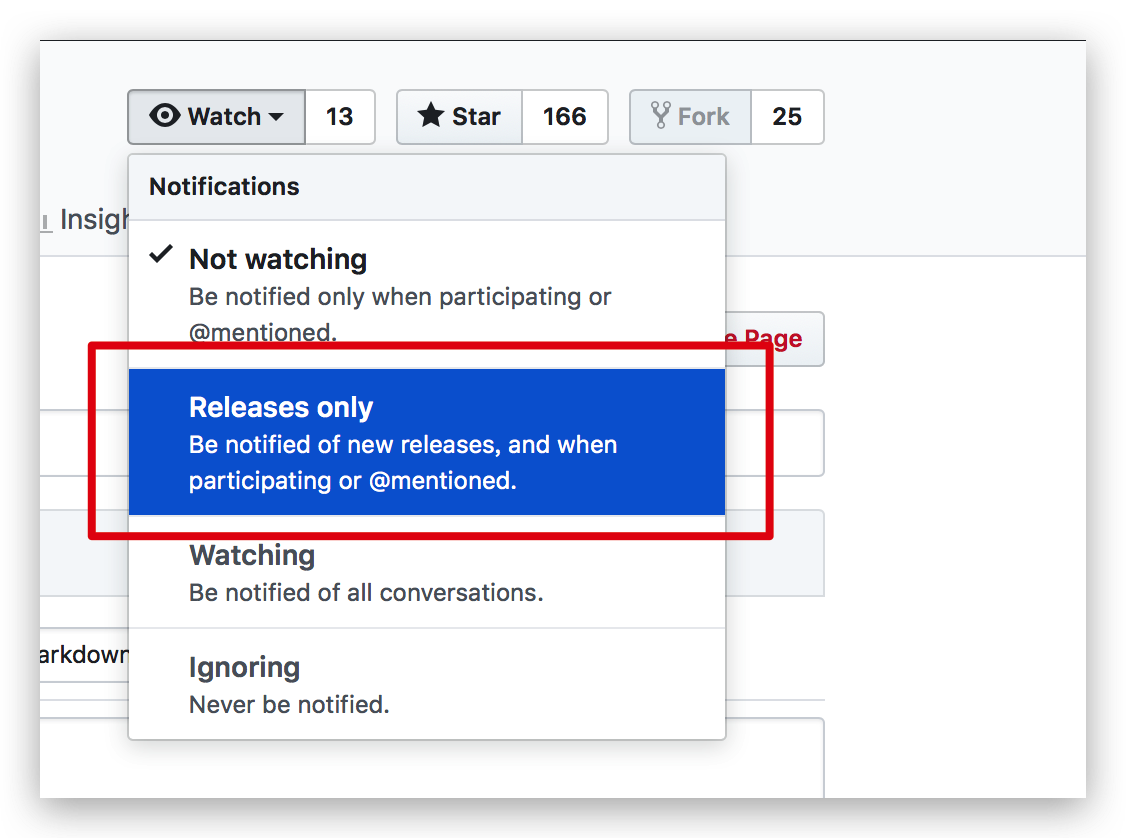 Watch 13 Star 166 Fork 25
Notifications
Insigh
Not watching
Be notified only when participating or
@mentioned.
e Page
Releases only
Be notified of new releases, and when
participating or @mentioned.
Watching
Be notified of all conversations.
arkdown
Ignoring
Never be notified.